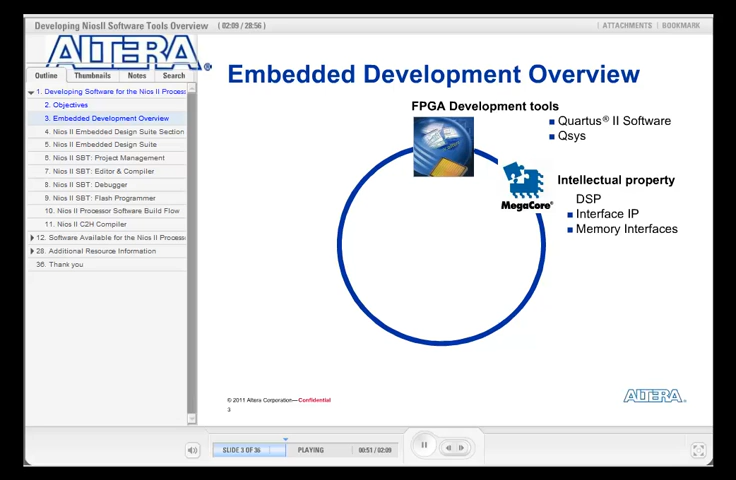 Developing NiosII Software Tools Overview ( 02:09 / 28:56 )
ATTACHMENTS | BOOKMARK
ALTERA®
Outline Thumbnails Notes Search
1. Developing Software for the Nios II Process
2. Objectives
3. Embedded Development Overview
4. Nios II Embedded Design Suite Section
5. Nios II Embedded Design Suite
6. Nios II SBT: Project Management
7. Nios II SBT: Editor & Compiler
8. Nios II SBT: Debugger
9. Nios II SBT: Flash Programmer
10. Nios II Processor Software Build Flow
11. Nios II C2H Compiler
12. Software Available for the Nios II Process
28. Additional Resource Information
36. Thank you
Embedded Development Overview
FPGA Development tools
■ Quartus® II Software
■ Qsys
MegaCore®
Intellectual property
DSP
■ Interface IP
■ Memory Interfaces
© 2011 Altera Corporation—Confidential
3
ALTERA®
SLIDE 3 OF 36 PLAYING 00:51 / 02:09